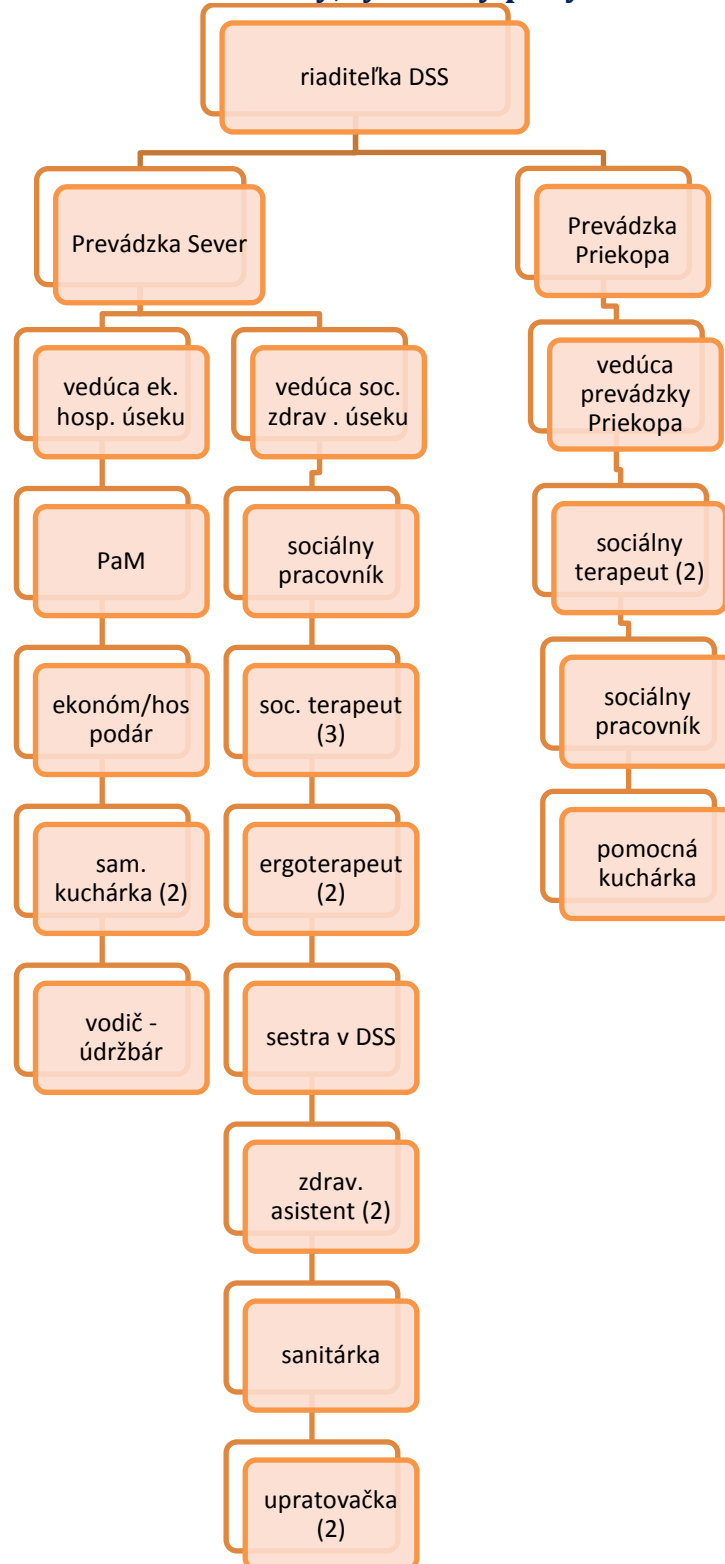 riaditeľka DSS
Prevádzka Sever
vedúca ek.
hosp. úseku
PaM
ekonóm/hos
podár
sam.
kuchárka (2)
vodič -
údržbár
vedúca soc.
zdrav . úseku
sociálny
pracovník
soc. terapeut
(3)
ergoterapeut
(2)
sestra v DSS
zdrav.
asistent (2)
sanitárka
upratovačka
(2)
Prevádzka
Priekopa
vedúca
prevádzky
Priekopa
sociálny
terapeut (2)
sociálny
pracovník
pomocná
kuchárka